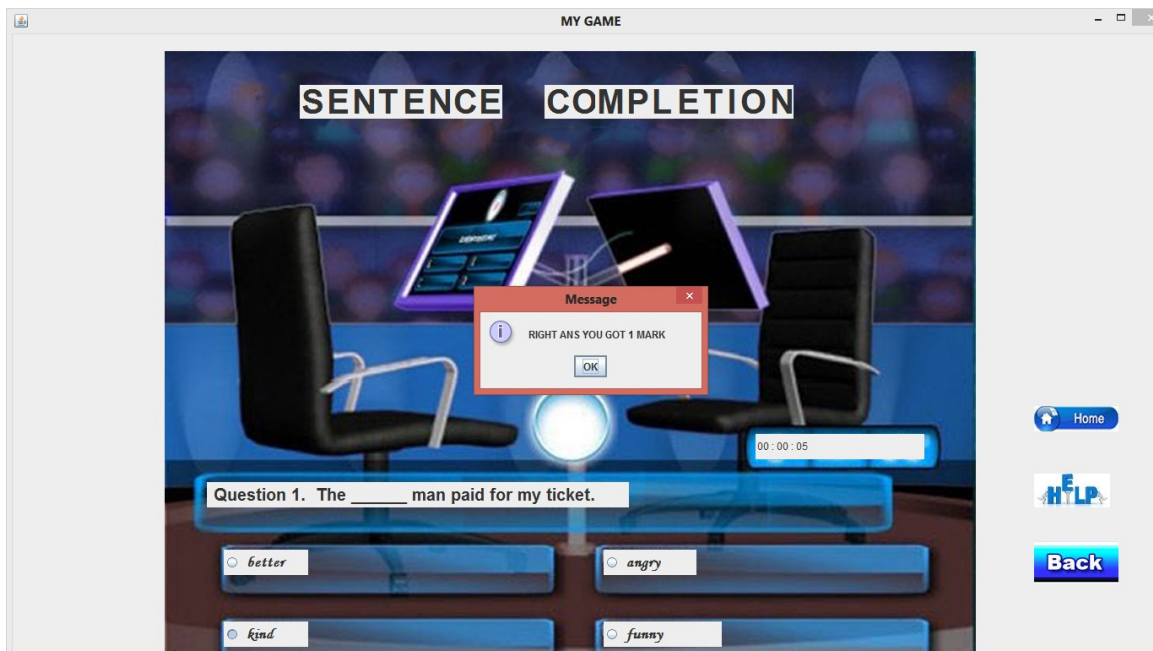 MY GAME
SENTENCE COMPLETION
Message
RIGHT ANS YOU GOT 1 MARK
OK
Home
00 : 00 : 05
HELP
Question 1. The ______ man paid for my ticket.
better
angry
Back
kind
funny